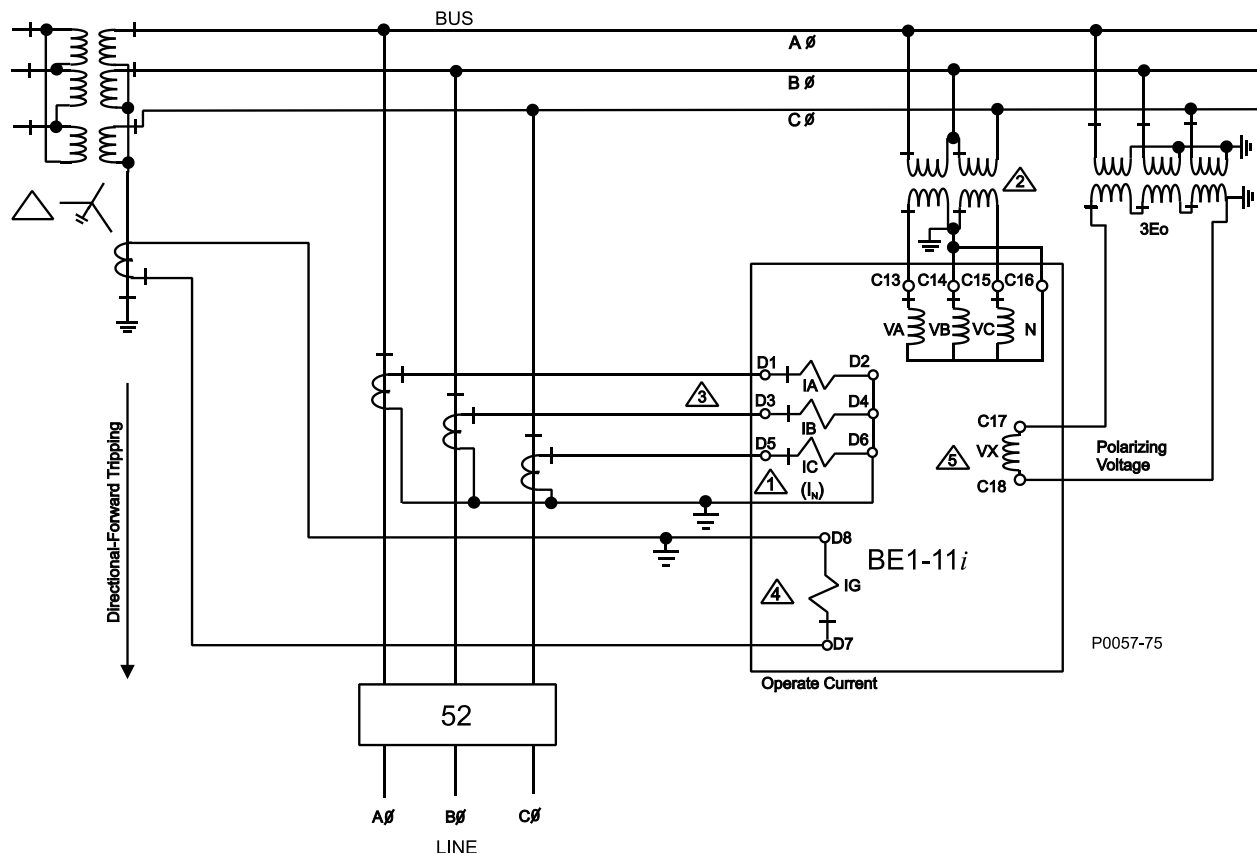 BUS
A Ø
B Ø
C Ø
2
3Eo
C13
C14
C15
C16
VA
VB
VC
N
D1
D2
IA
3
D3
D4
IB
D5
D6
IC
1
(I_N)
C17
VX
5
C18
Polarizing
Voltage
Directional-Forward Tripping
D8
BE1-11i
4
IG
D7
P0057-75
Operate Current
52
AØ
BØ
CØ
LINE